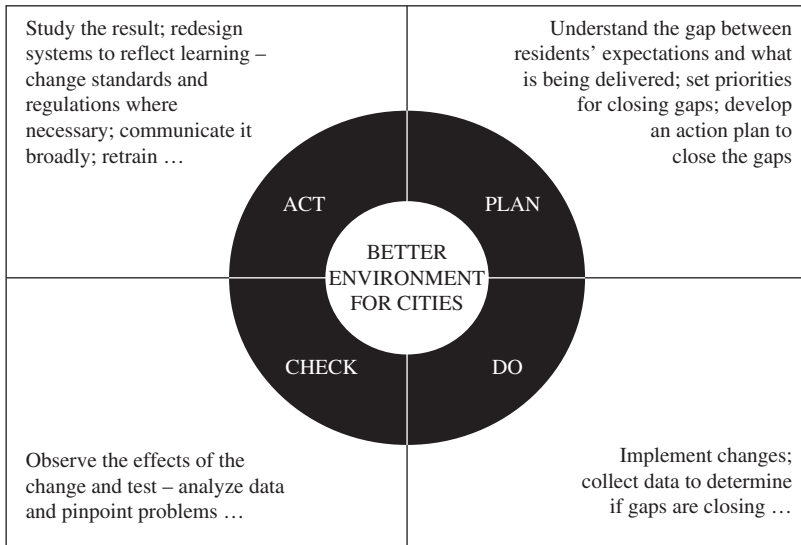 Study the result; redesign
systems to reflect learning –
change standards and
regulations where
necessary; communicate it
broadly; retrain …
Understand the gap between
residents’ expectations and what
is being delivered; set priorities
for closing gaps; develop
an action plan to
close the gaps
ACT
PLAN
BETTER
ENVIRONMENT
FOR CITIES
CHECK
DO
Observe the effects of the
change and test – analyze data
and pinpoint problems …
Implement changes;
collect data to determine
if gaps are closing …